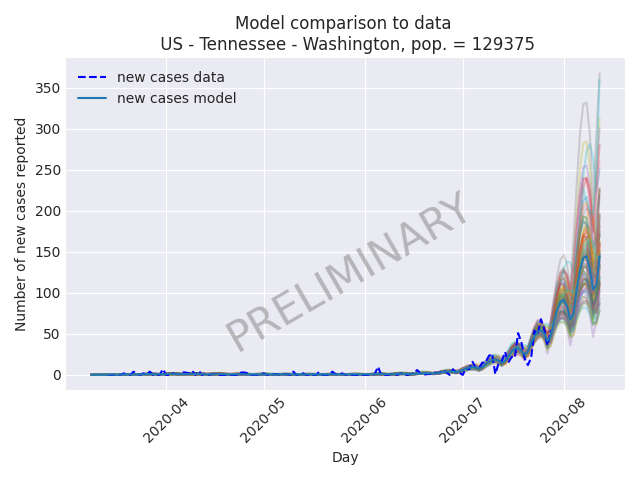 Model comparison to data
US - Tennessee - Washington, pop. = 129375
new cases data
new cases model
Number of new cases reported
350
300
250
200
150
100
50
0
PRELIMINARY
2020-04
2020-05
2020-06
2020-07
2020-08
Day